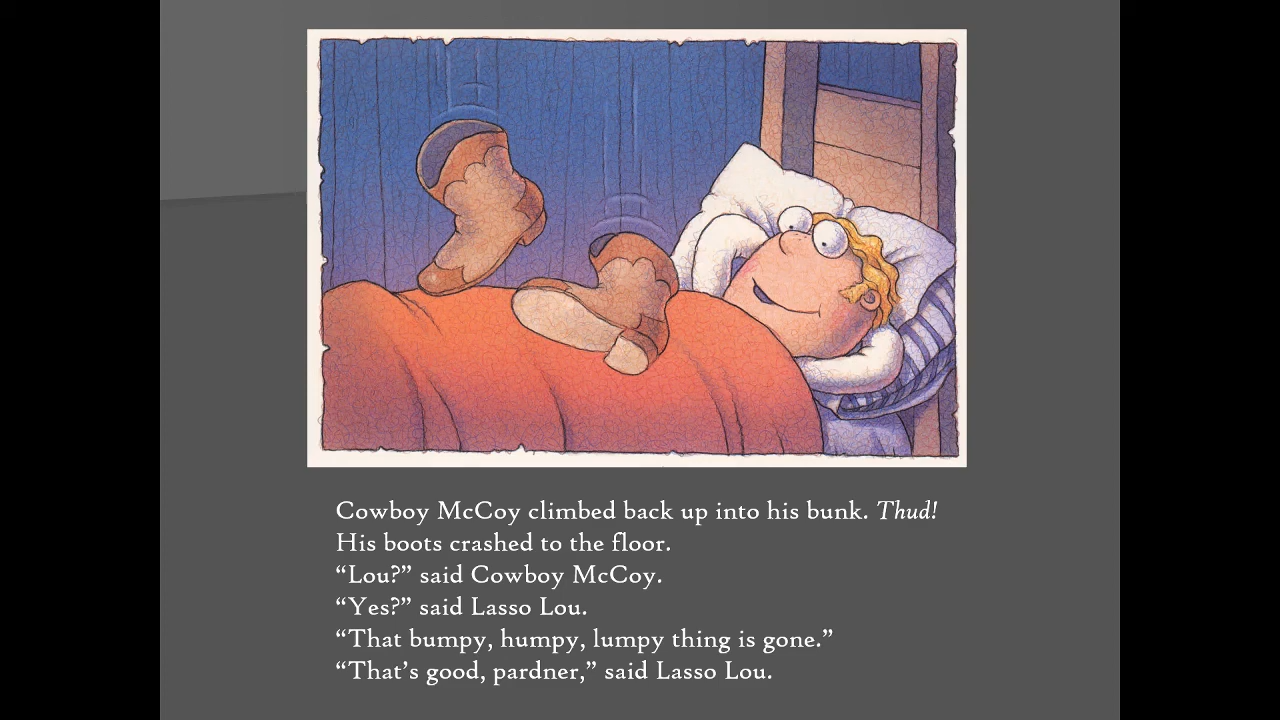 Cowboy McCoy climbed back up into his bunk. Thud!
His boots crashed to the floor.
“Lou?” said Cowboy McCoy.
“Yes?” said Lasso Lou.
“That bumpy, humpy, lumpy thing is gone.”
“That’s good, pardner,” said Lasso Lou.